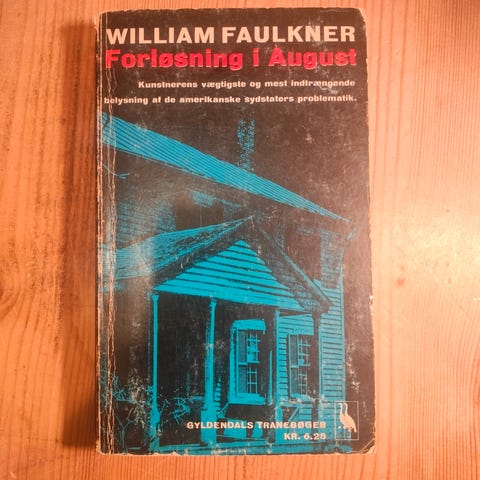 WILLIAM FAULKNER
Forløsning i August
Kunstnerens vægtigste og mest indtrængende
belysning af de amerikanske sydstaters problematik.
GYLDENDALS TRANEBØGER
KR. 6.25